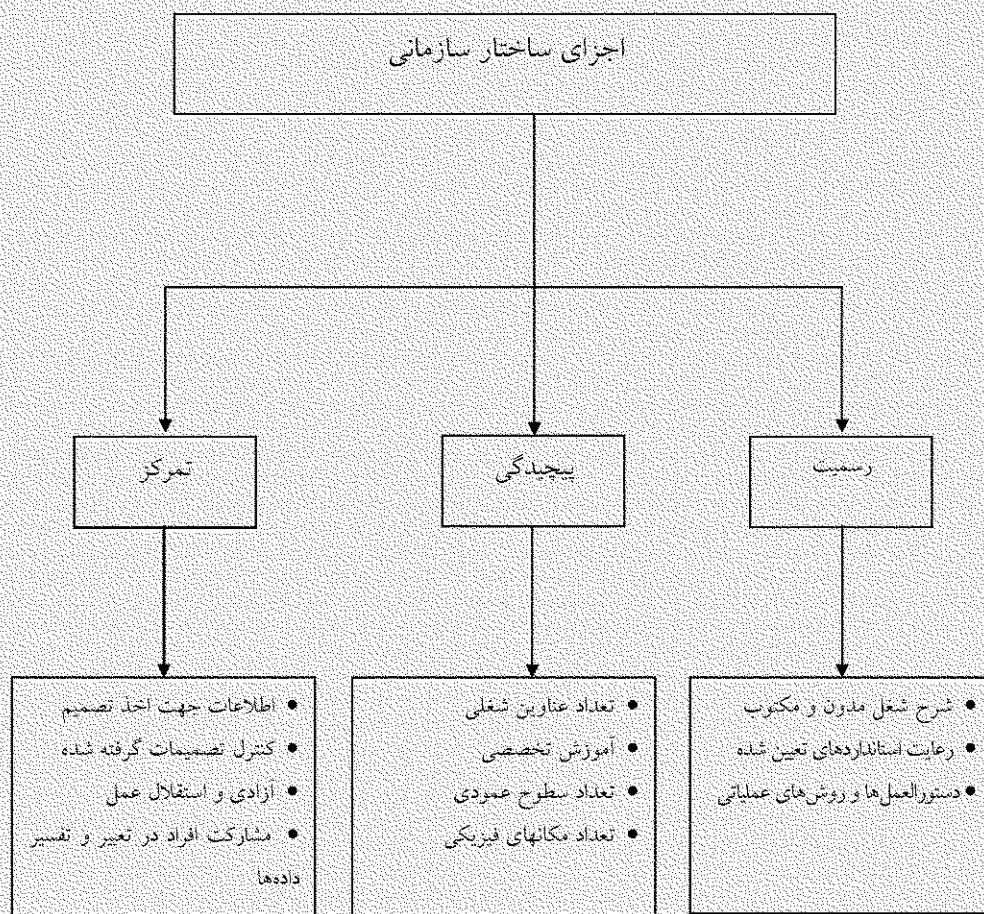 اجزای ساختار سازمانی
رسمیت
پیچیدگی
تمرکز
● شرح شغل مدون و مکتوب
● رعایت استانداردهای تعیین شده
● دستورالعمل‌ها و روش‌های عملیاتی
● تعداد عناوین شغلی
● آموزش تخصصی
● تعداد سطوح عمودی
● تعداد مکانهای فیزیکی
● اطلاعات جهت اخذ تصمیم
● کنترل تصمیمات گرفته شده
● آزادی و استقلال عمل
● مشارکت افراد در تعبیر و تفسیر
داده‌ها